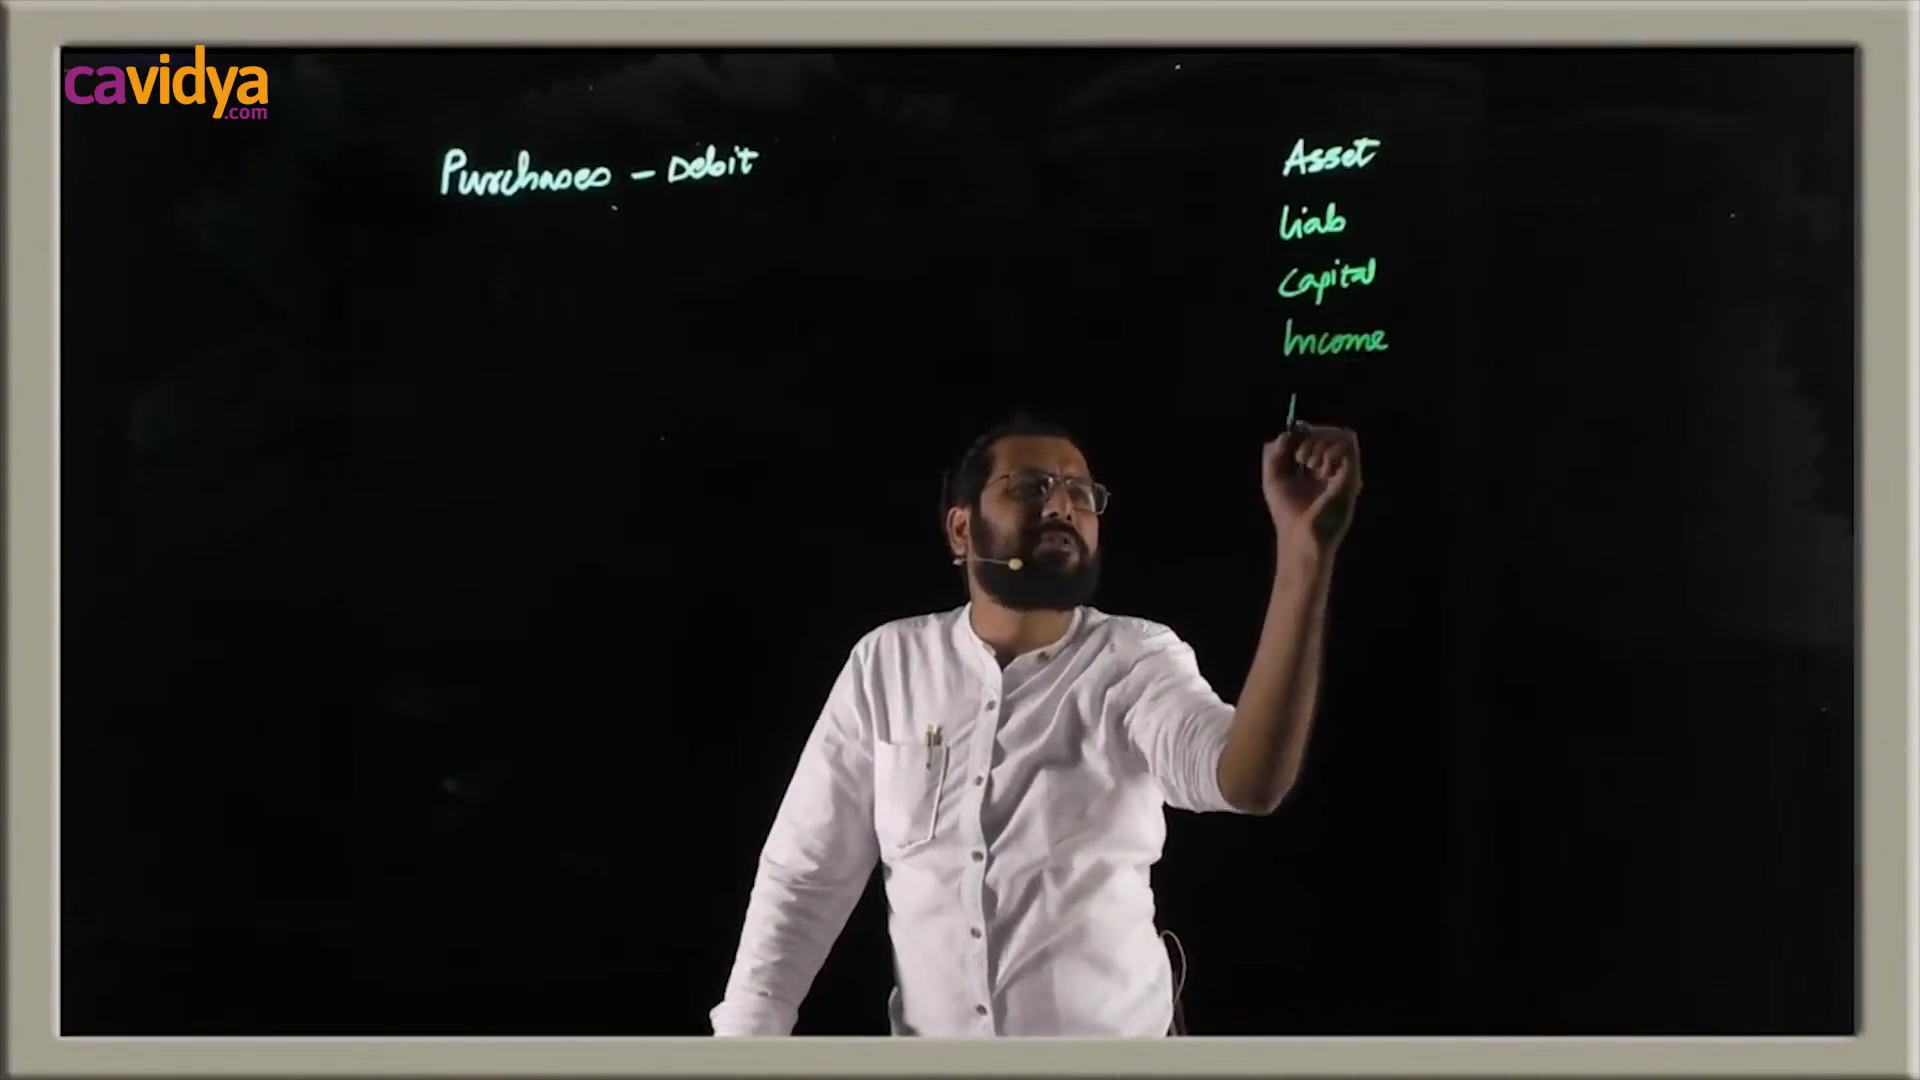 cavidya
.com
Purchases - Debit
Asset
Liab
Capital
Income